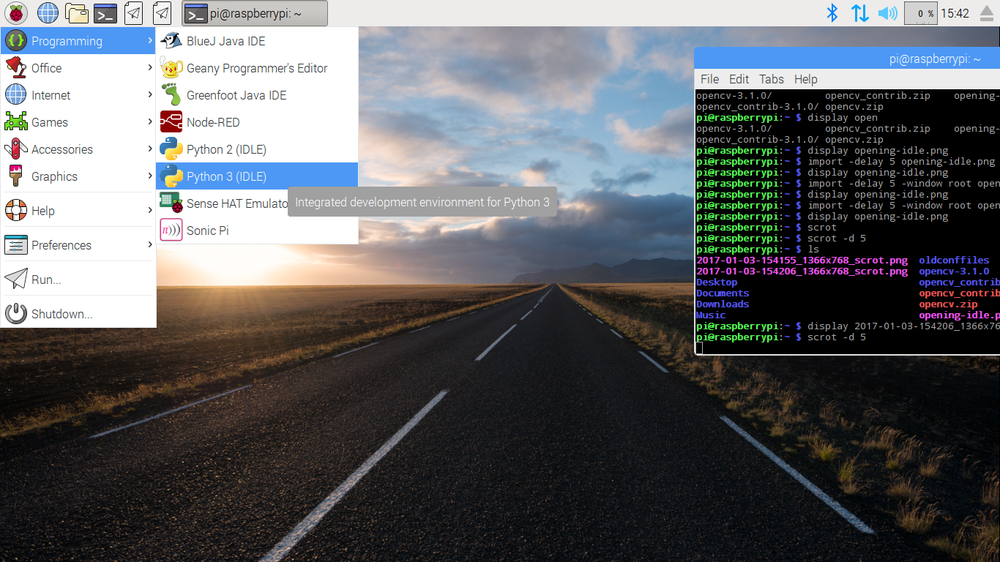 pi@raspberrypi: ~
0 %
15:42
Programming
Office
Internet
Games
Accessories
Graphics
Help
Preferences
Run...
Shutdown...
BlueJ Java IDE
Geany Programmer's Editor
Greenfoot Java IDE
Node-RED
Python 2 (IDLE)
Python 3 (IDLE)
Sense HAT Emulato
Sonic Pi
Integrated development environment for Python 3
pi@raspberrypi: ~
File Edit Tabs Help
opencv-3.1.0/ opencv_contrib.zip opening-
opencv_contrib-3.1.0/ opencv.zip
pi@raspberrypi:~ $ display open
opencv-3.1.0/ opencv_contrib.zip opening-
opencv_contrib-3.1.0/ opencv.zip
pi@raspberrypi:~ $ display opening-idle.png
pi@raspberrypi:~ $ import -delay 5 opening-idle.png
pi@raspberrypi:~ $ display opening-idle.png
pi@raspberrypi:~ $ import -delay 5 -window root open
pi@raspberrypi:~ $ display opening-idle.png
pi@raspberrypi:~ $ import -delay 5 -window root open
pi@raspberrypi:~ $ display opening-idle.png
pi@raspberrypi:~ $ scrot
pi@raspberrypi:~ $ scrot -d 5
pi@raspberrypi:~ $ ls
2017-01-03-154155_1366x768_scrot.png oldconffiles
2017-01-03-154206_1366x768_scrot.png opencv-3.1.0
Desktop opencv_contrib
Documents opencv_contrib
Downloads opencv.zip
Music opening-idle.p
pi@raspberrypi:~ $ display 2017-01-03-154206_1366x76
pi@raspberrypi:~ $ scrot -d 5